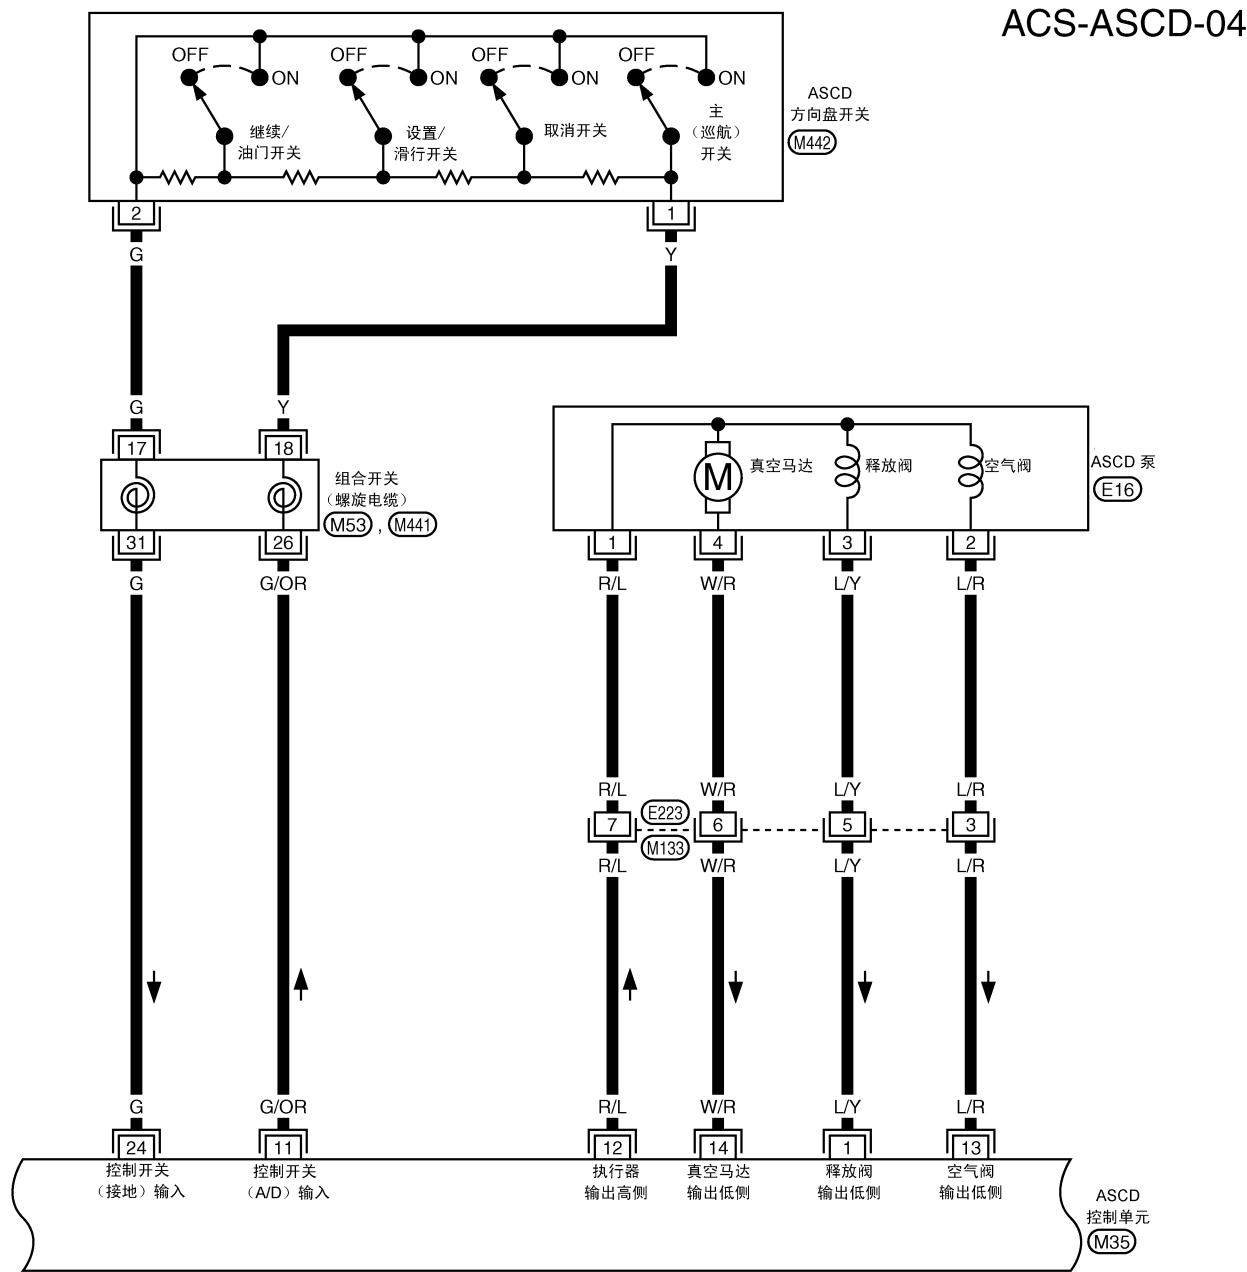 ACS-ASCD-04
OFF
ON
OFF
ON
OFF
ON
OFF
ON
继续/
油门开关
设置/
滑行开关
取消开关
主
（巡航）
开关
ASCD
方向盘开关
M442
2
1
G
Y
G
Y
17
18
组合开关
（螺旋电缆）
M53 , M441
31
26
G
G/OR
M
真空马达
释放阀
空气阀
ASCD 泵
E16
1
4
3
2
R/L
W/R
L/Y
L/R
R/L
W/R
L/Y
L/R
E223
7
6
5
3
M133
R/L
W/R
L/Y
L/R
G
G/OR
R/L
W/R
L/Y
L/R
24
11
12
14
1
13
控制开关
（接地）输入
控制开关
（A/D）输入
执行器
输出高侧
真空马达
输出低侧
释放阀
输出低侧
空气阀
输出低侧
ASCD
控制单元
M35